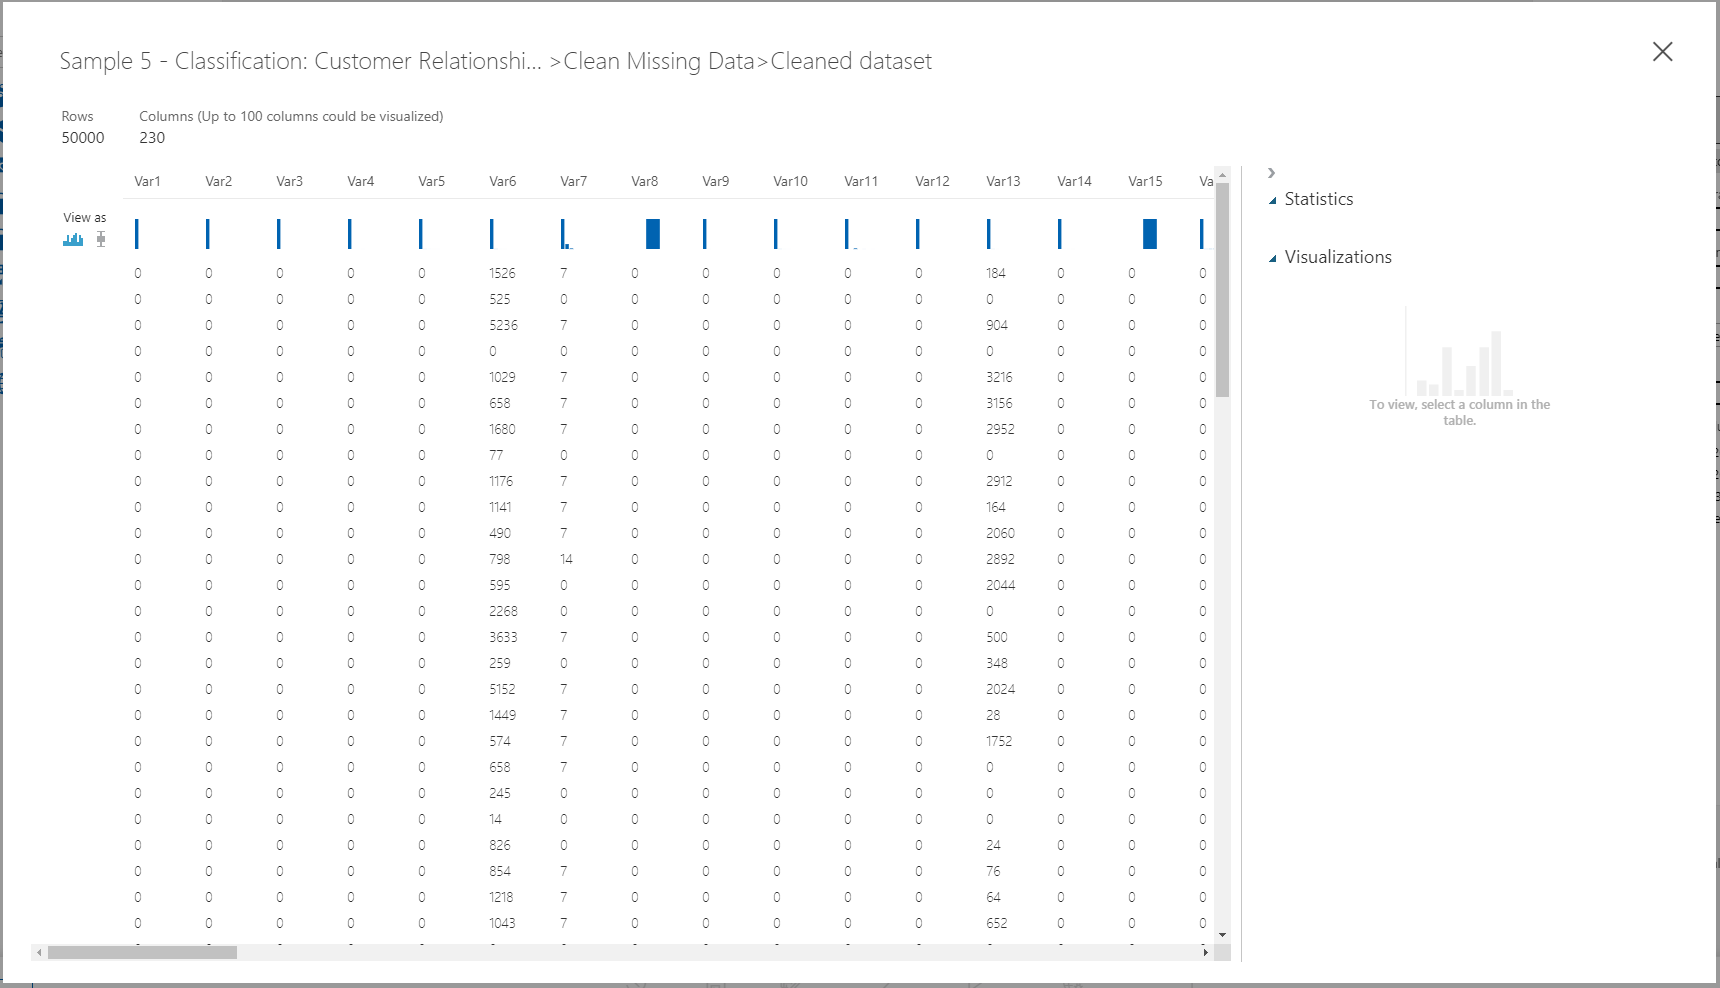 Sample 5 - Classification: Customer Relationshi... >Clean Missing Data>Cleaned dataset
Rows Columns (Up to 100 columns could be visualized)
50000 230
Var1 Var2 Var3 Var4 Var5 Var6 Var7 Var8 Var9 Var10 Var11 Var12 Var13 Var14 Var15 Va
View as
0 0 0 0 0 1526 7 0 0 0 0 0 184 0 0 0
0 0 0 0 0 525 0 0 0 0 0 0 0 0 0 0
0 0 0 0 0 5236 7 0 0 0 0 0 904 0 0 0
0 0 0 0 0 0 0 0 0 0 0 0 0 0 0 0
0 0 0 0 0 1029 7 0 0 0 0 0 3216 0 0 0
0 0 0 0 0 658 7 0 0 0 0 0 3156 0 0 0
0 0 0 0 0 1680 7 0 0 0 0 0 2952 0 0 0
0 0 0 0 0 77 0 0 0 0 0 0 0 0 0 0
0 0 0 0 0 1176 7 0 0 0 0 0 2912 0 0 0
0 0 0 0 0 1141 7 0 0 0 0 0 164 0 0 0
0 0 0 0 0 490 7 0 0 0 0 0 2060 0 0 0
0 0 0 0 0 798 14 0 0 0 0 0 2892 0 0 0
0 0 0 0 0 595 0 0 0 0 0 0 2044 0 0 0
0 0 0 0 0 2268 0 0 0 0 0 0 0 0 0 0
0 0 0 0 0 3633 7 0 0 0 0 0 500 0 0 0
0 0 0 0 0 259 0 0 0 0 0 0 348 0 0 0
0 0 0 0 0 5152 7 0 0 0 0 0 2024 0 0 0
0 0 0 0 0 1449 7 0 0 0 0 0 28 0 0 0
0 0 0 0 0 574 7 0 0 0 0 0 1752 0 0 0
0 0 0 0 0 658 7 0 0 0 0 0 0 0 0 0
0 0 0 0 0 245 0 0 0 0 0 0 0 0 0 0
0 0 0 0 0 14 0 0 0 0 0 0 0 0 0 0
0 0 0 0 0 826 0 0 0 0 0 0 24 0 0 0
0 0 0 0 0 854 7 0 0 0 0 0 76 0 0 0
0 0 0 0 0 1218 7 0 0 0 0 0 64 0 0 0
0 0 0 0 0 1043 7 0 0 0 0 0 652 0 0 0
Statistics
Visualizations
To view, select a column in the
table.